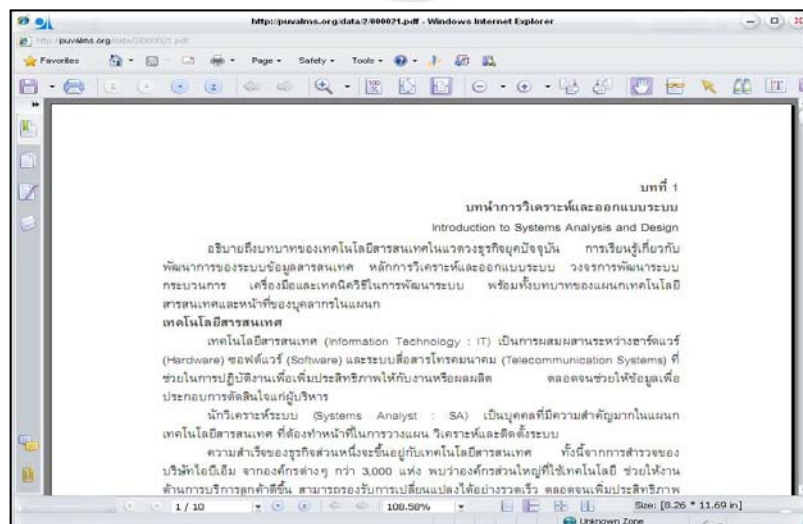 http://puvalms.org/data/2/000021.pdf - Windows Internet Explorer
http://puvalms.org/data/2/000021.pdf
Favorites Page Safety Tools
บทที่ 1
บทนำการวิเคราะห์และออกแบบระบบ
Introduction to Systems Analysis and Design
อธิบายถึงบทบาทของเทคโนโลยีสารสนเทศในแวดวงธุรกิจยุคปัจจุบัน การเรียนรู้เกี่ยวกับ
พัฒนาการของระบบข้อมูลสารสนเทศ หลักการวิเคราะห์และออกแบบระบบ วงจรการพัฒนาระบบ
กระบวนการ เครื่องมือและเทคนิควิธีในการพัฒนาระบบ พร้อมทั้งบทบาทของแผนกเทคโนโลยี
สารสนเทศและหน้าที่ของบุคลากรในแผนก
เทคโนโลยีสารสนเทศ
เทคโนโลยีสารสนเทศ (Information Technology : IT) เป็นการผสมผสานระหว่างฮาร์ดแวร์
(Hardware) ซอฟต์แวร์ (Software) และระบบสื่อสารโทรคมนาคม (Telecommunication Systems) ที่
ช่วยในการปฏิบัติงานเพื่อเพิ่มประสิทธิภาพให้กับงานหรือผลผลิต ตลอดจนช่วยให้ข้อมูลเพื่อ
ประกอบการตัดสินใจแก่ผู้บริหาร
นักวิเคราะห์ระบบ (Systems Analyst : SA) เป็นบุคคลที่มีความสำคัญมากในแผนก
เทคโนโลยีสารสนเทศ ที่ต้องทำหน้าที่ในการวางแผน วิเคราะห์และติดตั้งระบบ
ความสำเร็จของธุรกิจส่วนหนึ่งจะขึ้นอยู่กับเทคโนโลยีสารสนเทศ ทั้งนี้จากการสำรวจของ
บริษัทไอบีเอ็ม จากองค์กรต่างๆ กว่า 3,000 แห่ง พบว่าองค์กรส่วนใหญ่ที่ใช้เทคโนโลยี ช่วยให้งาน
ด้านการบริการลูกค้าดีขึ้น สามารถรองรับการเปลี่ยนแปลงได้อย่างรวดเร็ว ตลอดจนเพิ่มประสิทธิภาพ
1 / 10 108.58% Size: [8.26 * 11.69 in]
Unknown Zone